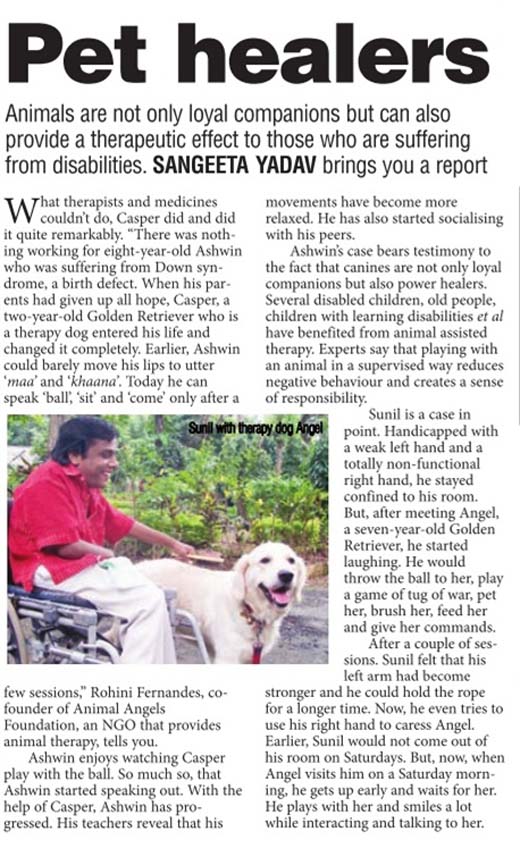 Pet healers
Animals are not only loyal companions but can also
provide a therapeutic effect to those who are suffering
from disabilities. SANGEETA YADAV brings you a report
What therapists and medicines
couldn't do, Casper did and did
it quite remarkably. “There was noth-
ing working for eight-year-old Ashwin
who was suffering from Down syn-
drome, a birth defect. When his par-
ents had given up all hope, Casper, a
two-year-old Golden Retriever who is
a therapy dog entered his life and
changed it completely. Earlier, Ashwin
could barely move his lips to utter
‘maa’ and ‘khaana’. Today he can
speak ‘ball’, ‘sit’ and ‘come’ only after a
Sunil with therapy dog Angel
few sessions,” Rohini Fernandes, co-
founder of Animal Angels
Foundation, an NGO that provides
animal therapy, tells you.
Ashwin enjoys watching Casper
play with the ball. So much so, that
Ashwin started speaking out. With the
help of Casper, Ashwin has pro-
gressed. His teachers reveal that his
movements have become more
relaxed. He has also started socialising
with his peers.
Ashwin's case bears testimony to
the fact that canines are not only loyal
companions but also power healers.
Several disabled children, old people,
children with learning disabilities et al
have benefited from animal assisted
therapy. Experts say that playing with
an animal in a supervised way reduces
negative behaviour and creates a sense
of responsibility.
Sunil is a case in
point. Handicapped with
a weak left hand and a
totally non-functional
right hand, he stayed
confined to his room.
But, after meeting Angel,
a seven-year-old Golden
Retriever, he started
laughing. He would
throw the ball to her, play
a game of tug of war, pet
her, brush her, feed her
and give her commands.
After a couple of ses-
sions. Sunil felt that his
left arm had become
stronger and he could hold the rope
for a longer time. Now, he even tries to
use his right hand to caress Angel.
Earlier, Sunil would not come out of
his room on Saturdays. But, now, when
Angel visits him on a Saturday morn-
ing, he gets up early and waits for her.
He plays with her and smiles a lot
while interacting and talking to her.